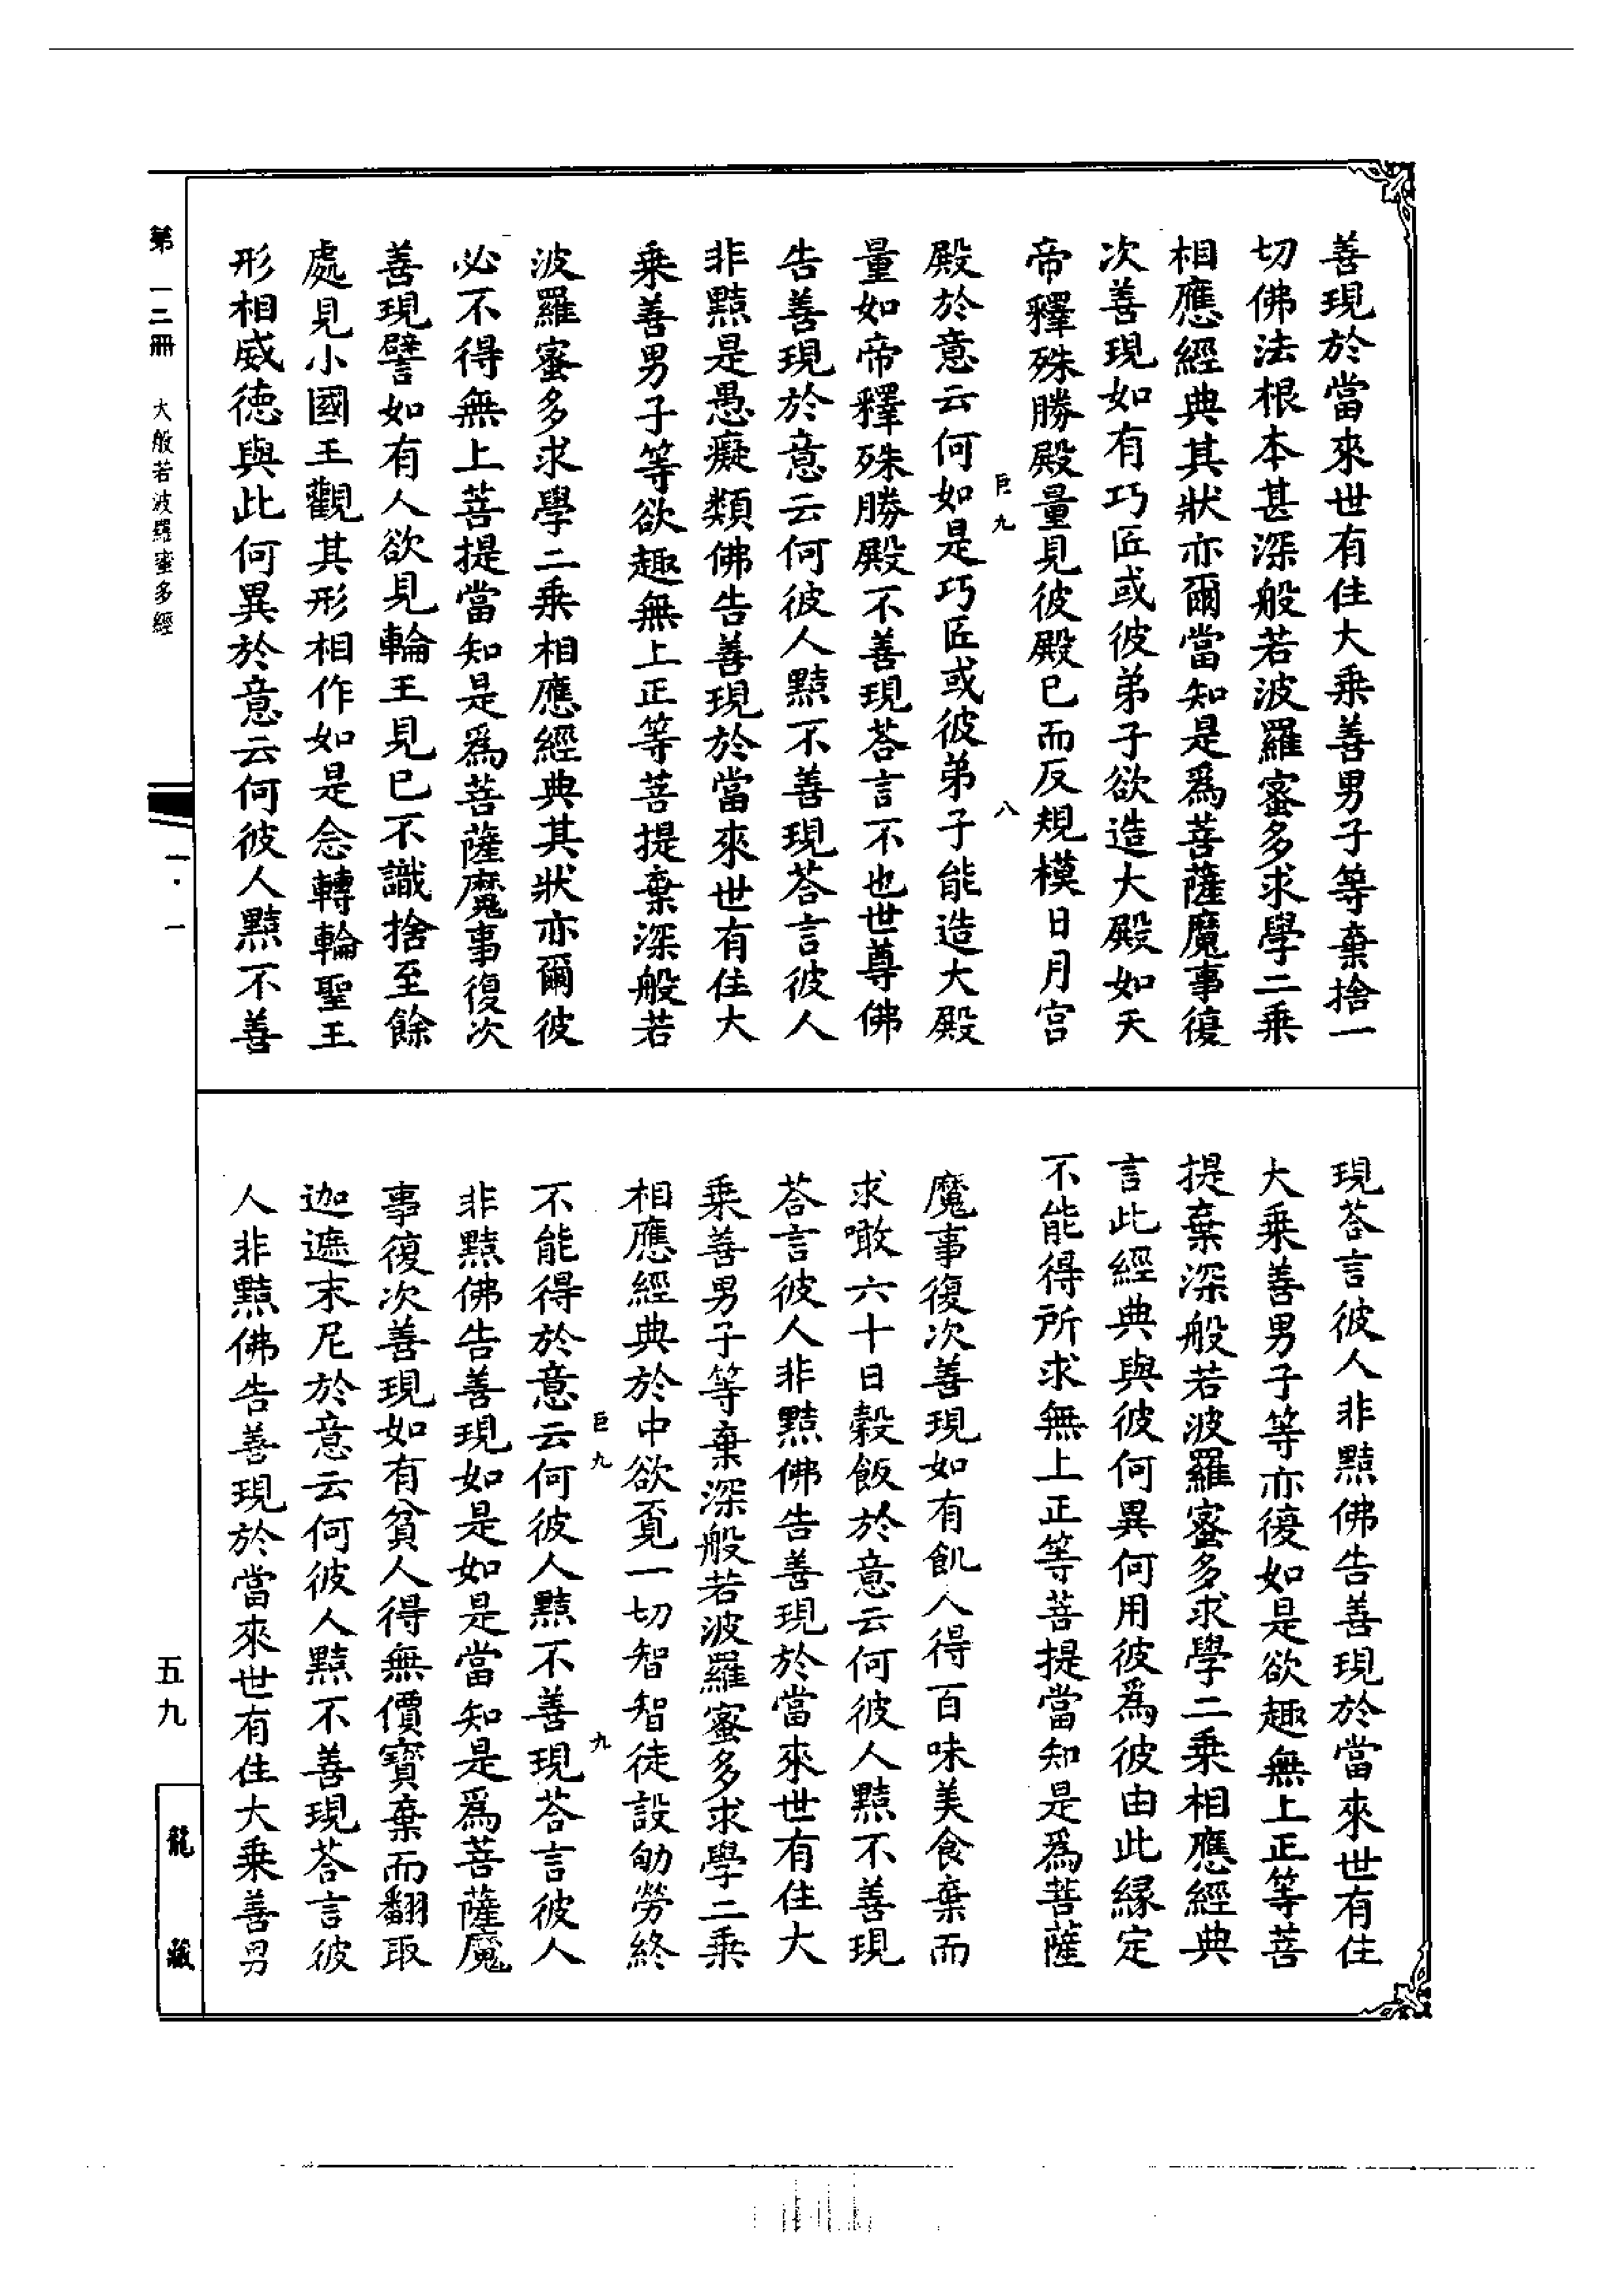 善現於當來世有住大乘善男子等棄捨一
切佛法根本甚深般若波羅蜜多求學二乘
相應經典其狀亦爾當知是爲菩薩魔事復
次善現如有巧匠或彼弟子欲造大殿如天
帝釋殊勝殿量見彼殿已而反規模日月宮
巨九
八
殿於意云何如是巧匠或彼弟子能造大殿
量如帝釋殊勝殿不善現荅言不也世尊佛
告善現於意云何彼人黠不善現荅言彼人
非黠是愚癡類佛告善現於當來世有住大
乘善男子等欲趣無上正等菩提棄深般若
波羅蜜多求學二乘相應經典其狀亦爾彼
必不得無上菩提當知是爲菩薩魔事復次
善現譬如有人欲見輪王見已不識捨至餘
處見小國王觀其形相作如是念轉輪聖王
形相威德與此何異於意云何彼人黠不善
現荅言彼人非黠佛告善現於當來世有住
大乘善男子等亦復如是欲趣無上正等菩
提棄深般若波羅蜜多求學二乘相應經典
言此經典與彼何異何用彼爲彼由此緣定
不能得所求無上正等菩提當知是爲菩薩
魔事復次善現如有飢人得百味美食棄而
求噉六十日穀飯於意云何彼人黠不善現
荅言彼人非黠佛告善現於當來世有住大
乘善男子等棄深般若波羅蜜多求學二乘
相應經典於中欲覔一切智智徒設劬勞終
巨九
九
不能得於意云何彼人黠不善現荅言彼人
非黠佛告善現如是如是當知是爲菩薩魔
事復次善現如有貧人得無價寶棄而翻取
迦遮末尼於意云何彼人黠不善現荅言彼
人非黠佛告善現於當來世有住大乘善男
第一二冊 大般若波羅蜜多經
一·一
五九
龍藏